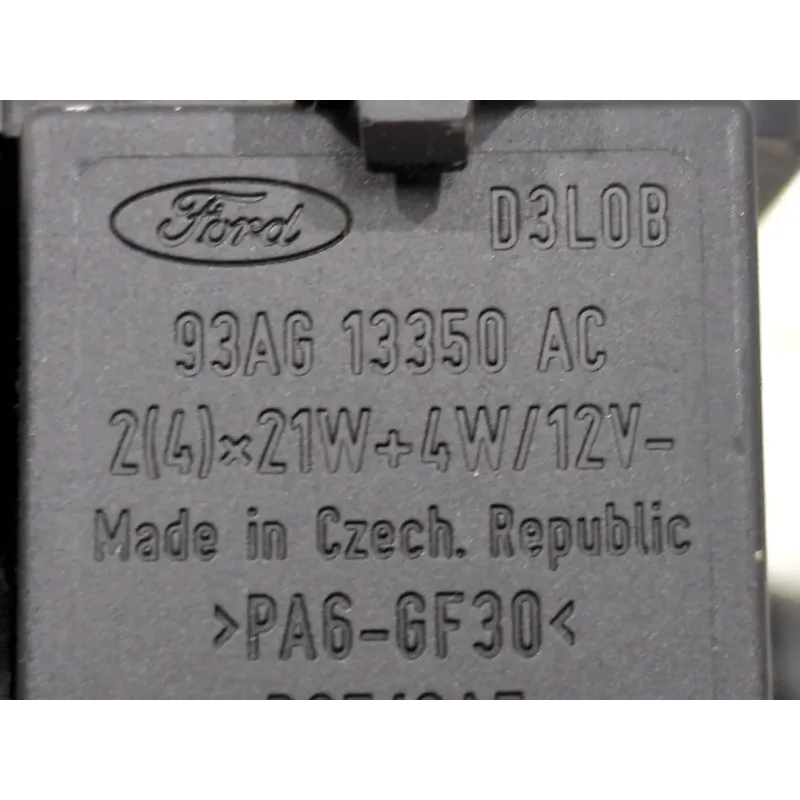 Ford D3L0B
93AG 13350 AC
2(4)×21W+4W/12V-
Made in Czech. Republic
>PA6-GF30<